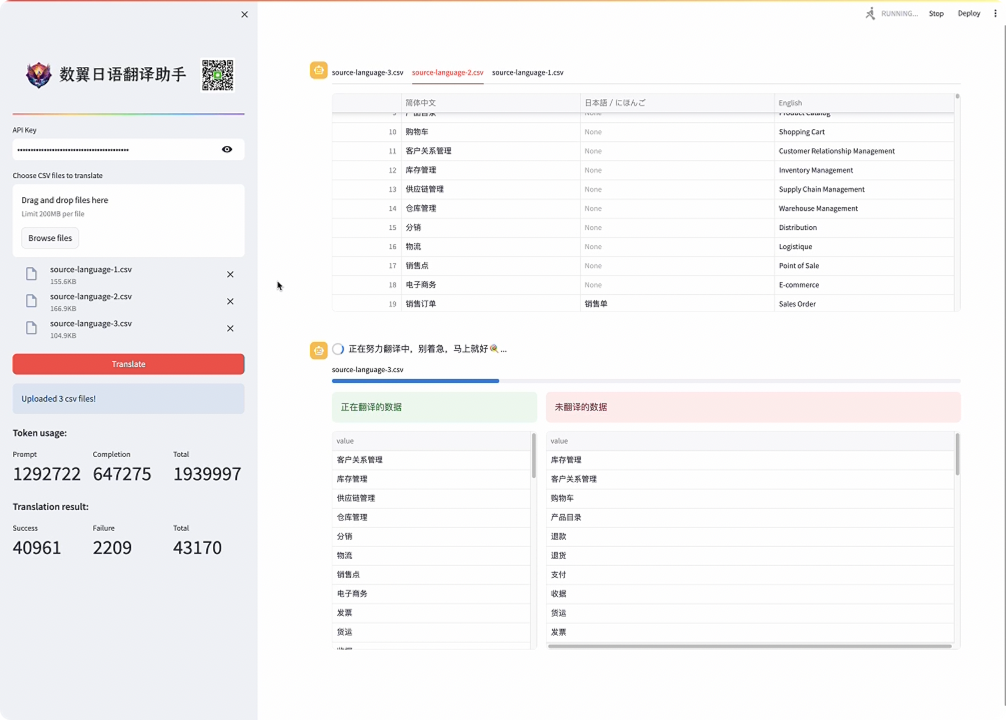 RUNNING...
Stop
Deploy
数翼日语翻译助手
API Key
Choose CSV files to translate
Drag and drop files here
Limit 200MB per file
Browse files
source-language-1.csv
155.6KB
source-language-2.csv
166.9KB
source-language-3.csv
104.9KB
Translate
Uploaded 3 csv files!
Token usage:
Prompt Completion Total
1292722 647275 1939997
Translation result:
Success Failure Total
40961 2209 43170
source-language-3.csv source-language-2.csv source-language-1.csv
简体中文 日本語 / にほんご English
9 产品目录 None Product Catalog
10 购物车 None Shopping Cart
11 客户关系管理 None Customer Relationship Management
12 库存管理 None Inventory Management
13 供应链管理 None Supply Chain Management
14 仓库管理 None Warehouse Management
15 分销 None Distribution
16 物流 None Logistique
17 销售点 None Point of Sale
18 电子商务 None E-commerce
19 销售订单 销售单 Sales Order
正在努力翻译中，别着急，马上就好🔍...
source-language-3.csv
正在翻译的数据
value
客户关系管理
库存管理
供应链管理
仓库管理
分销
物流
销售点
电子商务
发票
货运
收据
未翻译的数据
value
库存管理
客户关系管理
购物车
产品目录
退款
退货
支付
收据
货运
发票